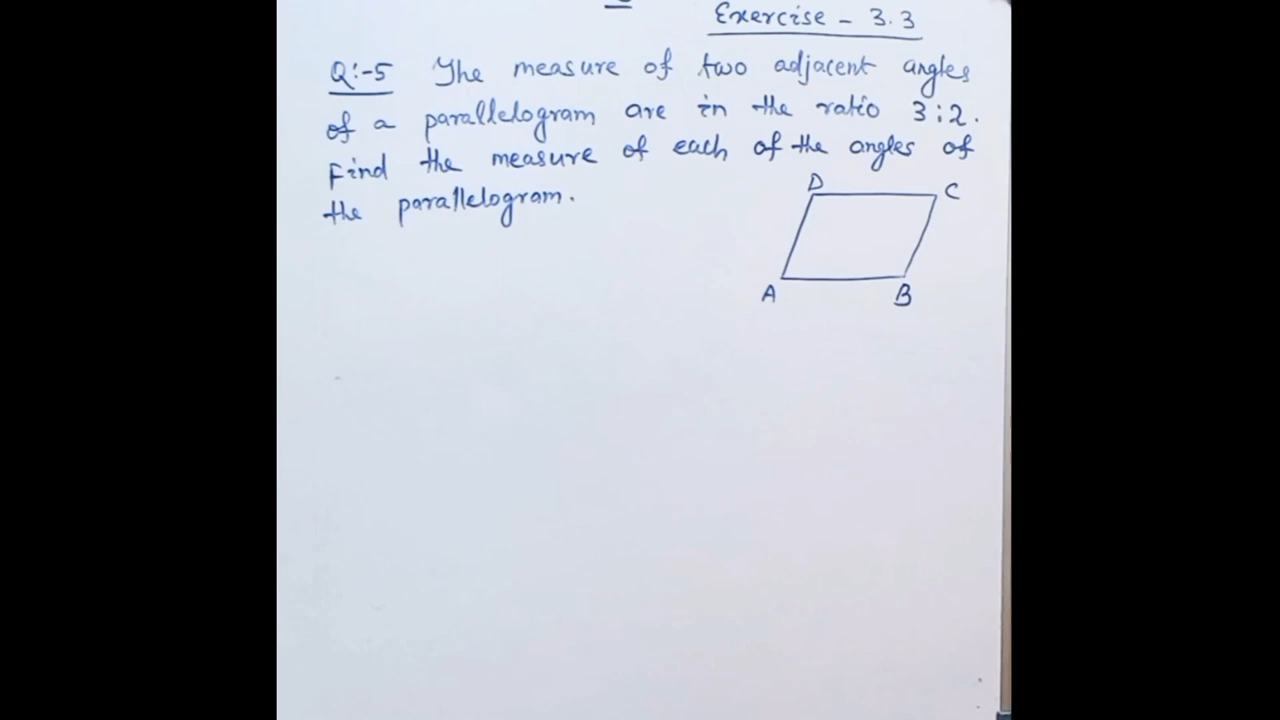 Exercise - 3.3
Q:-5 The measure of two adjacent angles
of a parallelogram are in the ratio 3:2.
Find the measure of each of the angles of
the parallelogram.
D C
A B